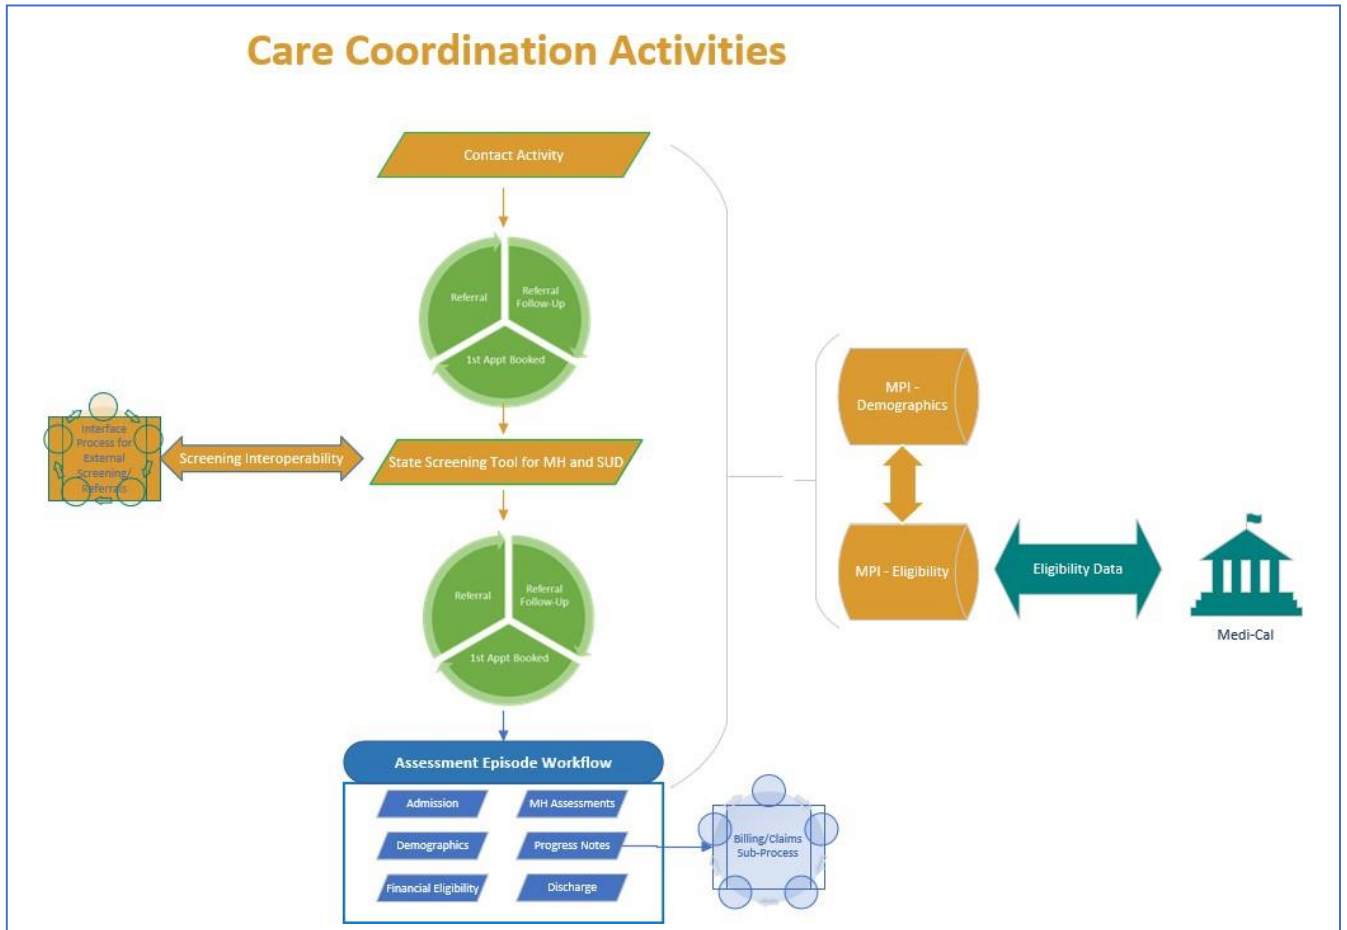 Care Coordination Activities
Contact Activity
Referral
Referral
Follow-Up
1st Appt Booked
Interface
Process for
External
Screening/
Referrals
Screening Interoperability
State Screening Tool for MH and SUD
MPI -
Demographics
MPI - Eligibility
Eligibility Data
Medi-Cal
Referral
Referral
Follow-Up
1st Appt Booked
Assessment Episode Workflow
Admission
MH Assessments
Demographics
Progress Notes
Financial Eligibility
Discharge
Billing/Claims
Sub-Process